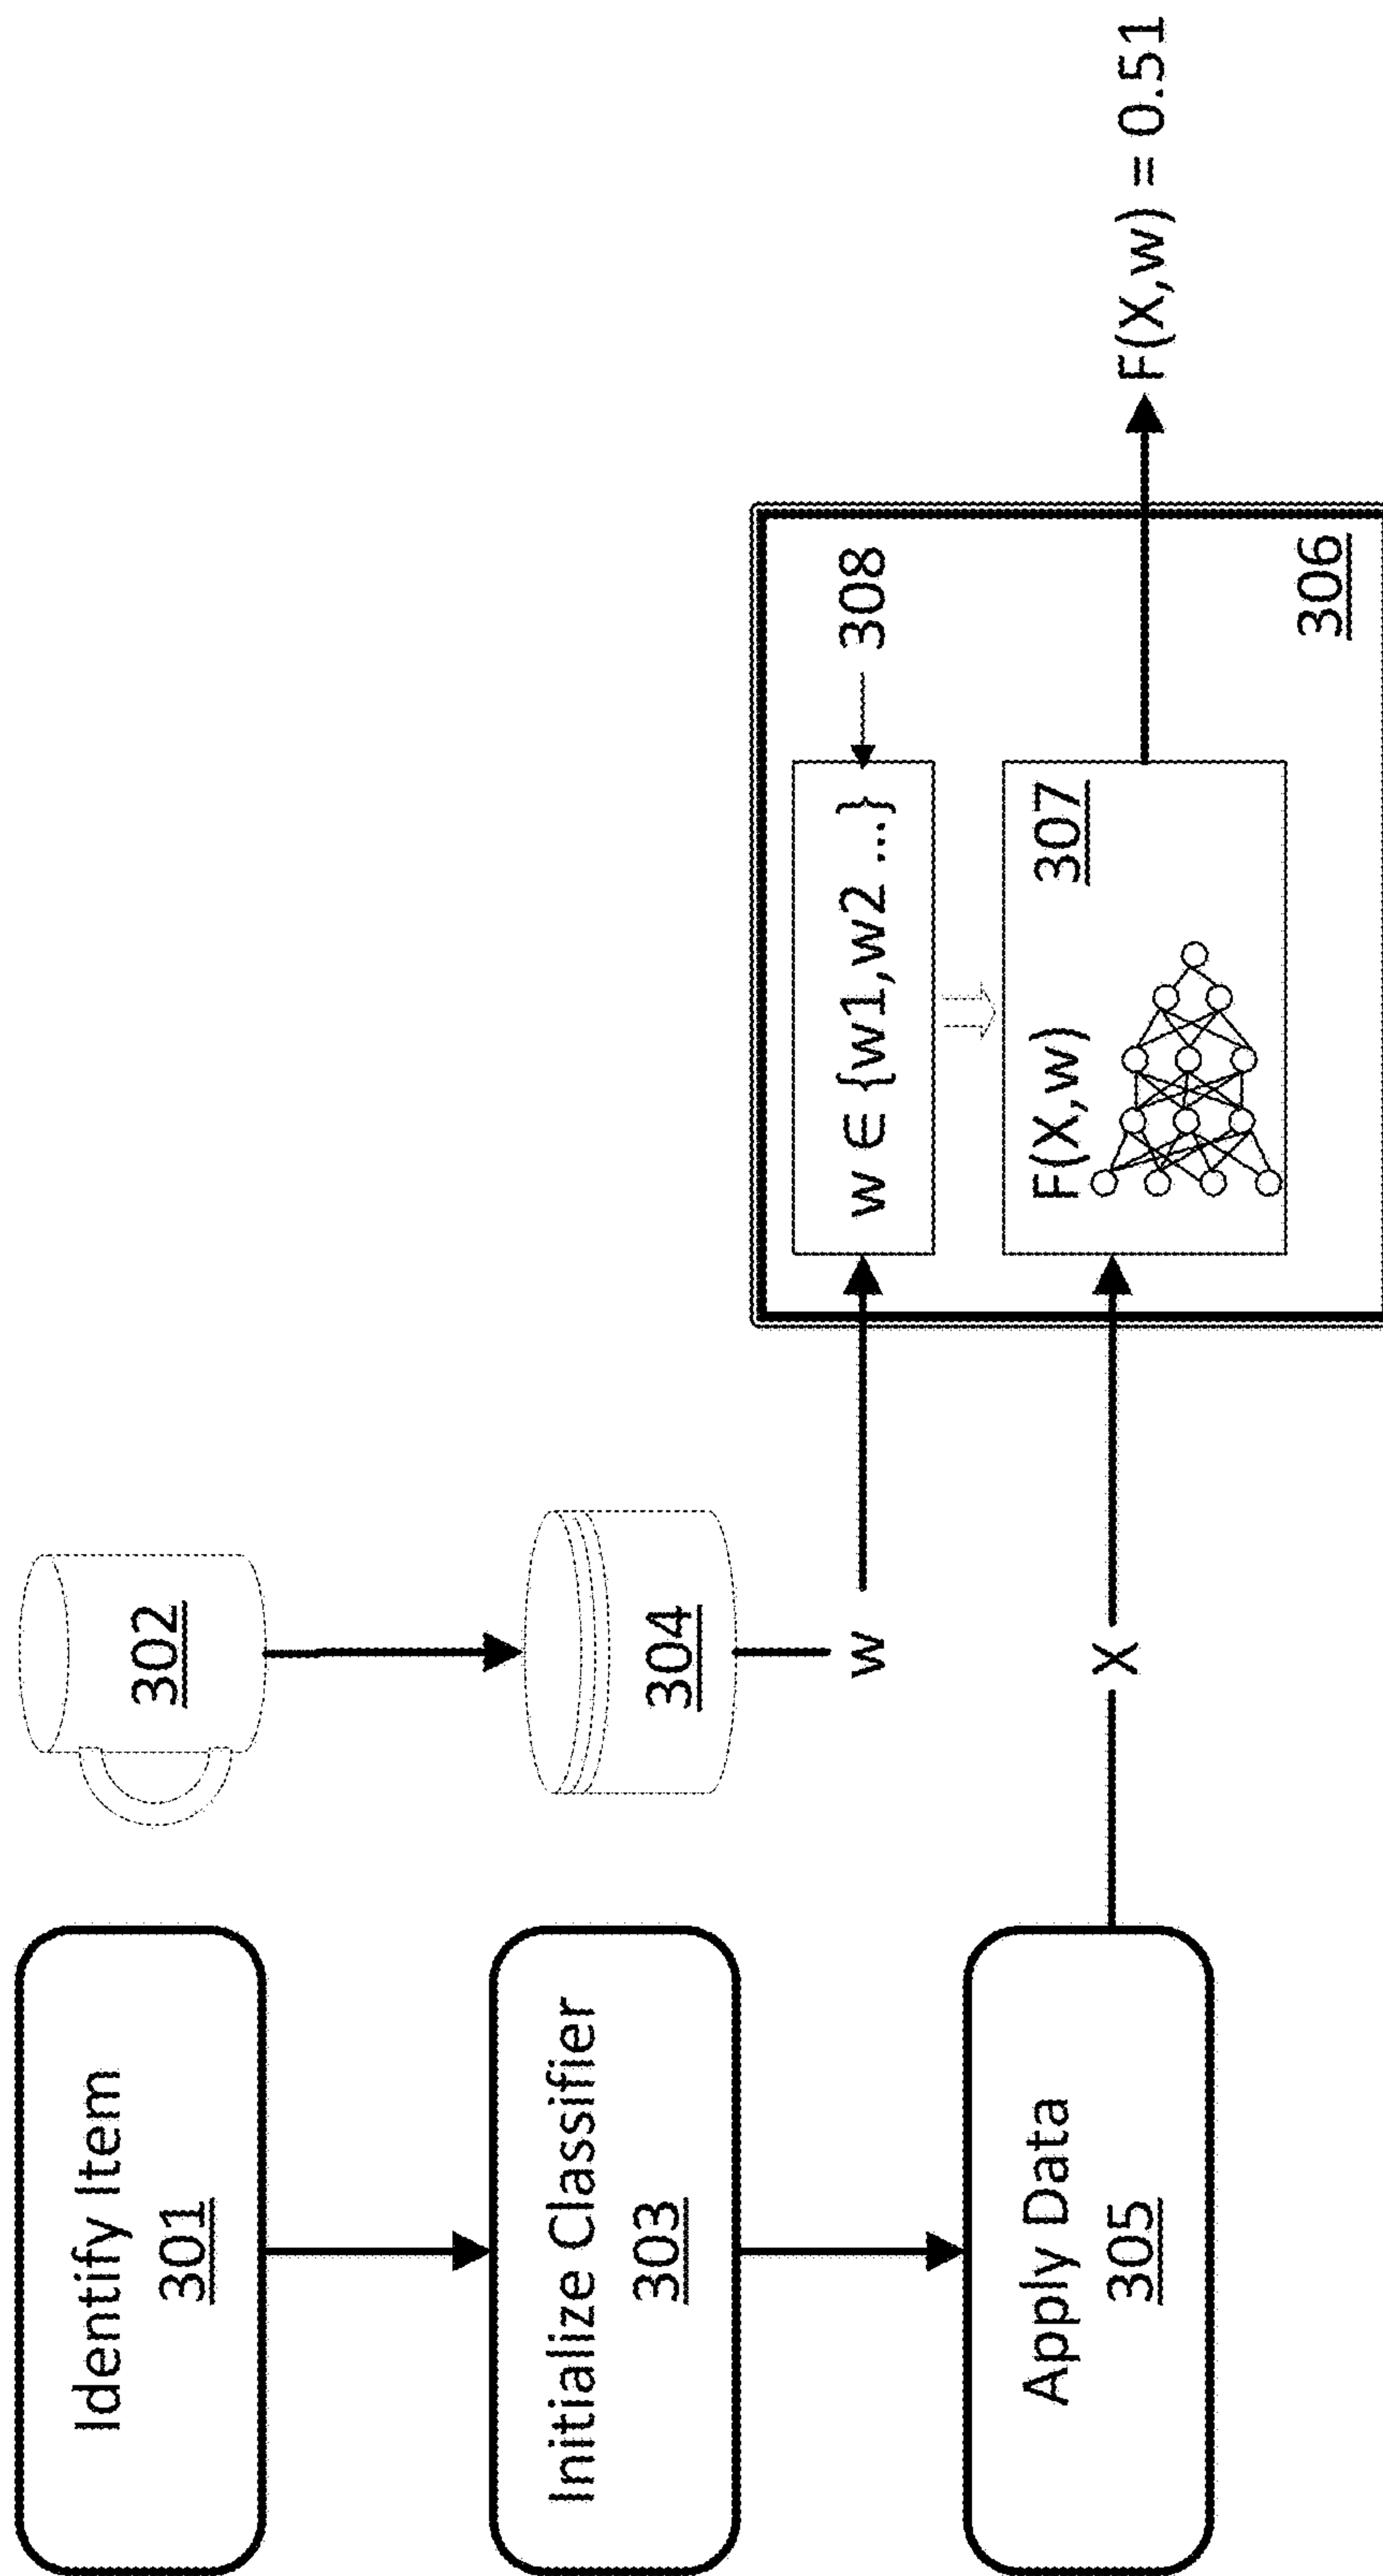 Identify Item
301
302
Initialize Classifier
303
304
w
w ∈ {w1,w2 ...}
308
Apply Data
305
X
F(X,w)
307
306
F(X,w) = 0.51